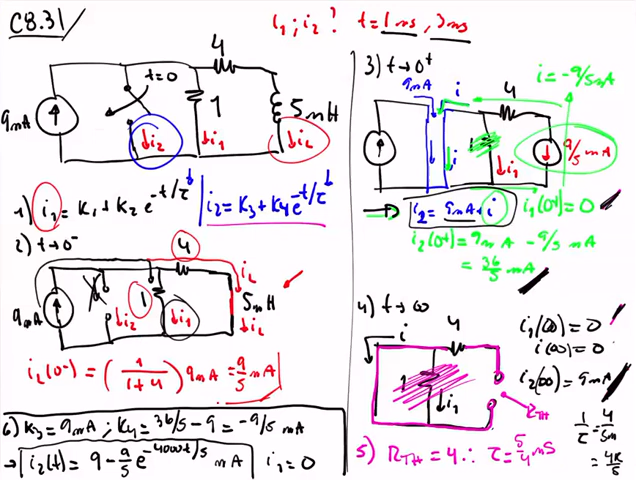 C8.31/
i₁; i₂? t=1ms, 3ms
4
t=0
9mA
1
5mH
↓i₂
↓i₁
↓i₂
1) i₁ = K₁ + K₂ e^-t/τ
i₂ = K₃ + K₄ e^-t/τ
2) t→0⁻
4
i₂
9mA
↓i₂
1
↓i₁
5mH
↓i₂
i₂(0⁻) = (1/(1+4)) 9mA = 9/5 mA
6) K₃ = 9mA ; K₄ = 36/5 - 9 = -9/5 mA
→ i₂(t) = 9 - 9/5 e^-4000t/5 mA
i₁ = 0
3) t→0⁺
i = -9/5 mA
9mA
i
4
i
↓i₁
9/5 mA
→ i₂ = 9mA + i
i₁(0+) = 0
i₂(0+) = 9mA - 9/5 mA
= 36/5 mA
4) t→∞
i
4
1
↓i₁
RTH
i₁(∞) = 0
i(∞) = 0
i₂(∞) = 9mA
5) RTH = 4 ∴ τ = 5/4 ms
1/τ = 4/5m
= 4K/5